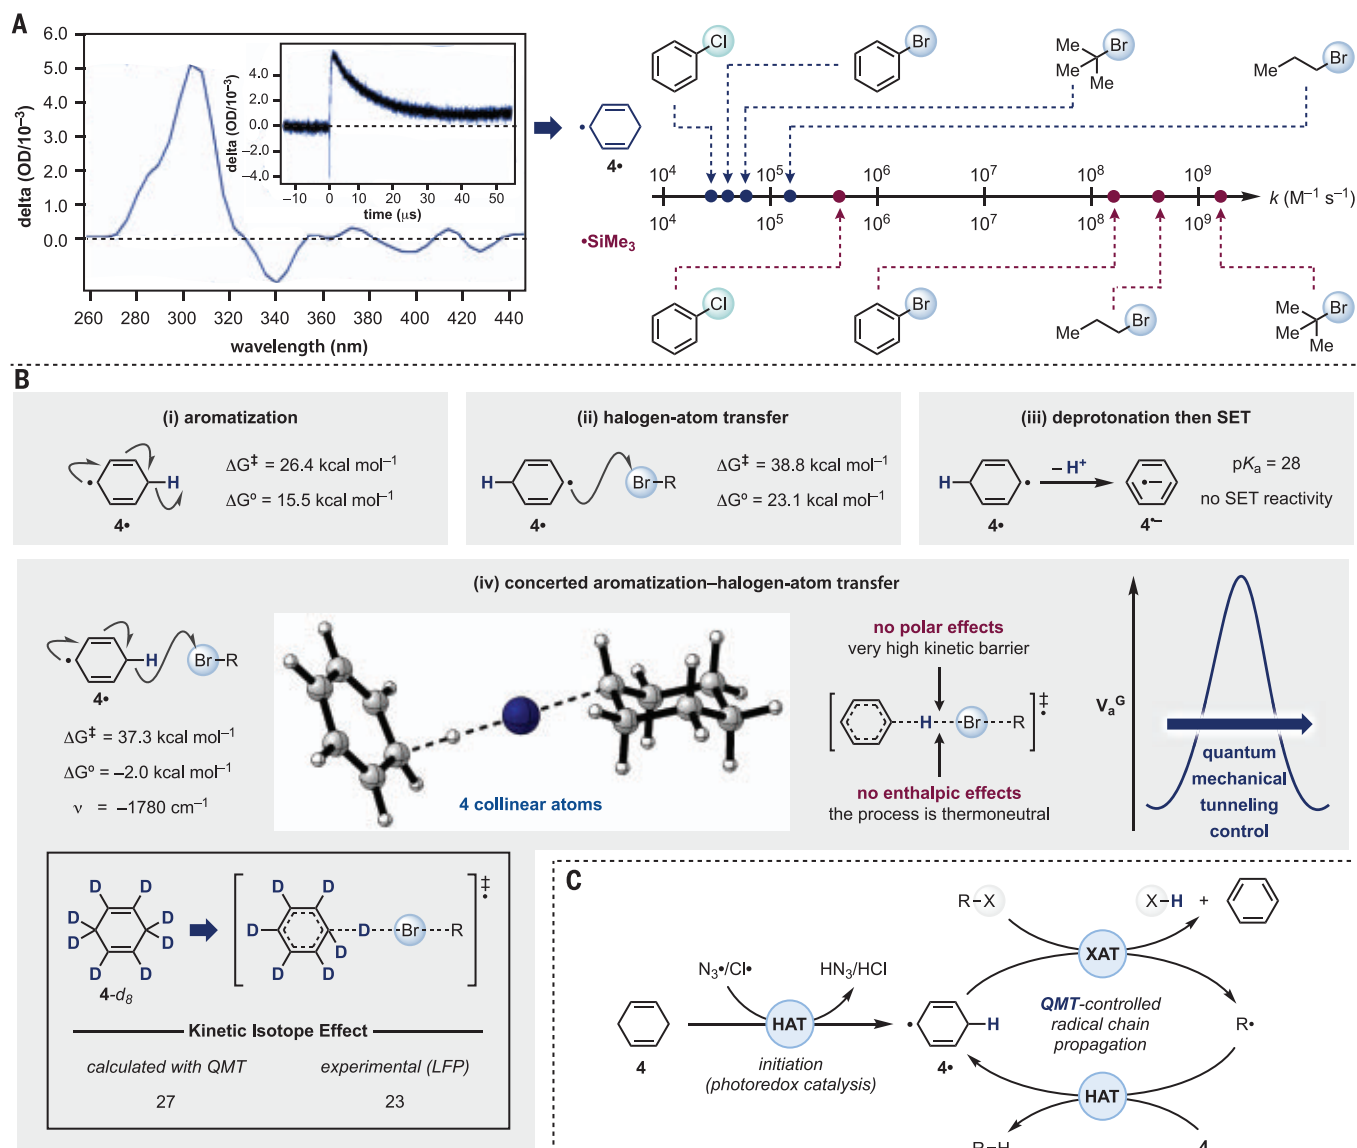 A
6.0
5.0
4.0
3.0
2.0
1.0
0.0
delta (OD/10⁻³)
260 280 300 320 340 360 380 400 420 440
wavelength (nm)
4.0
2.0
0.0
−2.0
−4.0
delta (OD/10⁻³)
−10 0 10 20 30 40 50
time (μs)
4•
Cl
Br
Me Br
Me
Me
Me Br
10⁴ 10⁵ 10⁶ 10⁷ 10⁸ 10⁹
k (M⁻¹ s⁻¹)
10⁴ 10⁵ 10⁶ 10⁷ 10⁸ 10⁹
•SiMe₃
Cl
Br
Me Br
Me Br
Me
Me
B
(i) aromatization
H
4•
ΔG‡ = 26.4 kcal mol⁻¹
ΔGº = 15.5 kcal mol⁻¹
(ii) halogen-atom transfer
H Br–R
4•
ΔG‡ = 38.8 kcal mol⁻¹
ΔGº = 23.1 kcal mol⁻¹
(iii) deprotonation then SET
H – H⁺
4• 4•–
pKa = 28
no SET reactivity
(iv) concerted aromatization–halogen-atom transfer
H Br–R
4•
ΔG‡ = 37.3 kcal mol⁻¹
ΔGº = –2.0 kcal mol⁻¹
ν = –1780 cm⁻¹
4 collinear atoms
no polar effects
very high kinetic barrier
H Br R ‡ •
no enthalpic effects
the process is thermoneutral
VₐG
quantum
mechanical
tunneling
control
D D
D D
D D
D D
4-d₈
D D
D D Br R ‡ •
D
D D
Kinetic Isotope Effect
calculated with QMT experimental (LFP)
27 23
C
R–X X–H +
XAT
N₃•/Cl• HN₃/HCl
HAT
4
initiation
(photoredox catalysis)
H
4•
QMT-controlled
radical chain
propagation
R•
HAT
R–H 4